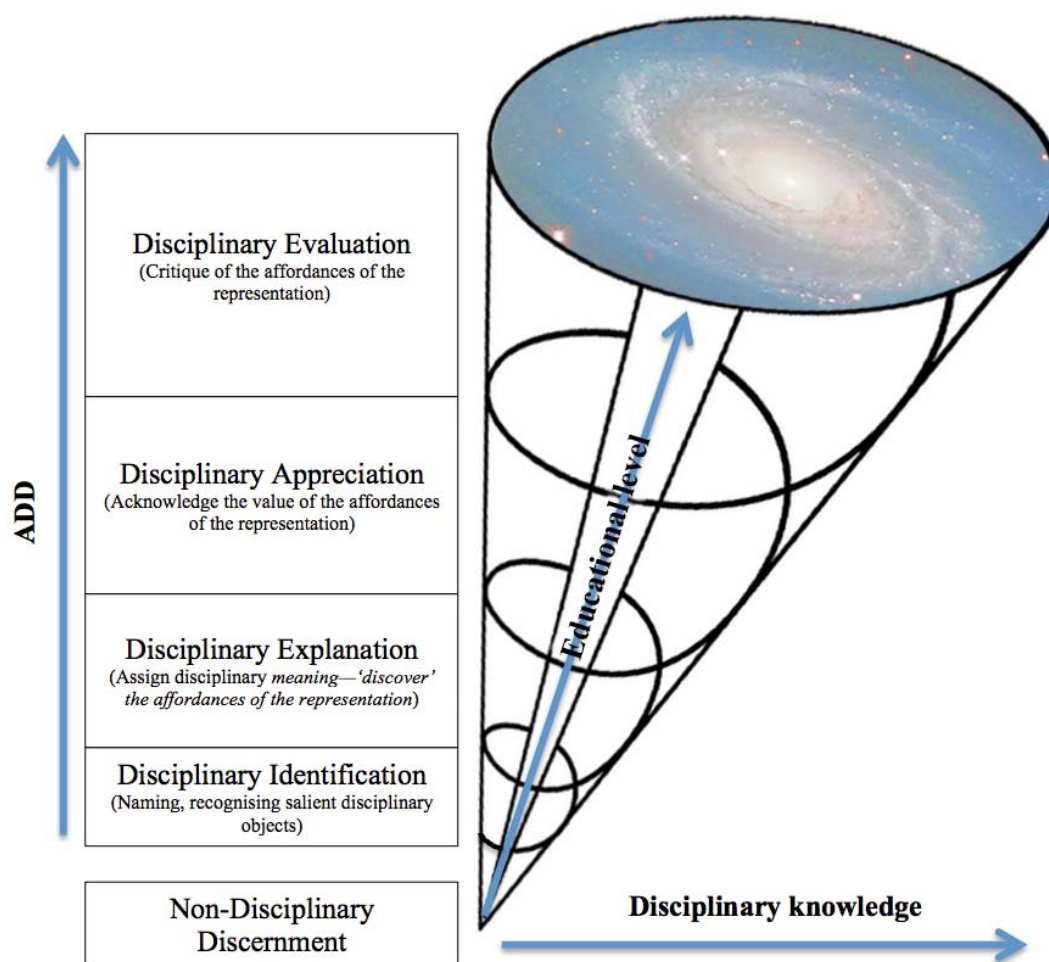 Disciplinary Evaluation
(Critique of the affordances of the
representation)
Disciplinary Appreciation
(Acknowledge the value of the affordances
of the representation)
Disciplinary Explanation
(Assign disciplinary meaning—‘discover’
the affordances of the representation)
Disciplinary Identification
(Naming, recognising salient disciplinary
objects)
Non-Disciplinary
Discernment
ADD
Educational level
Disciplinary knowledge